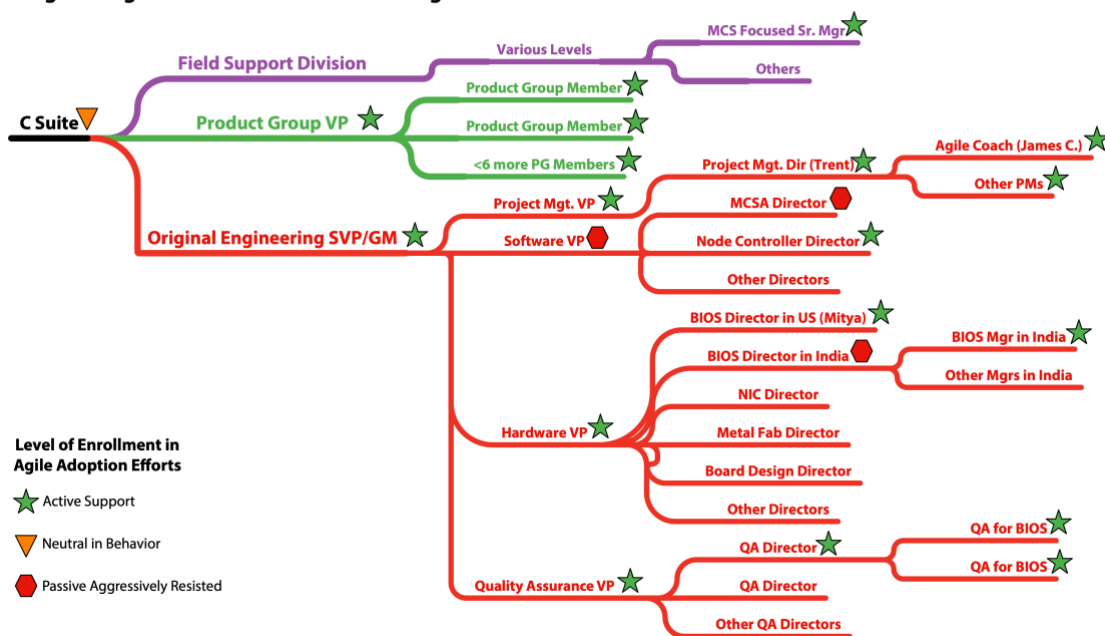 C Suite
Field Support Division
Various Levels
MCS Focused Sr. Mgr
Others
Product Group VP
Product Group Member
Product Group Member
<6 more PG Members
Original Engineering SVP/GM
Project Mgt. VP
Project Mgt. Dir (Trent)
Agile Coach (James C.)
Other PMs
Software VP
MCSA Director
Node Controller Director
Other Directors
Hardware VP
BIOS Director in US (Mitya)
BIOS Director in India
BIOS Mgr in India
Other Mgrs in India
NIC Director
Metal Fab Director
Board Design Director
Other Directors
Quality Assurance VP
QA Director
QA for BIOS
QA for BIOS
QA Director
Other QA Directors
Level of Enrollment in
Agile Adoption Efforts
Active Support
Neutral in Behavior
Passive Aggressively Resisted